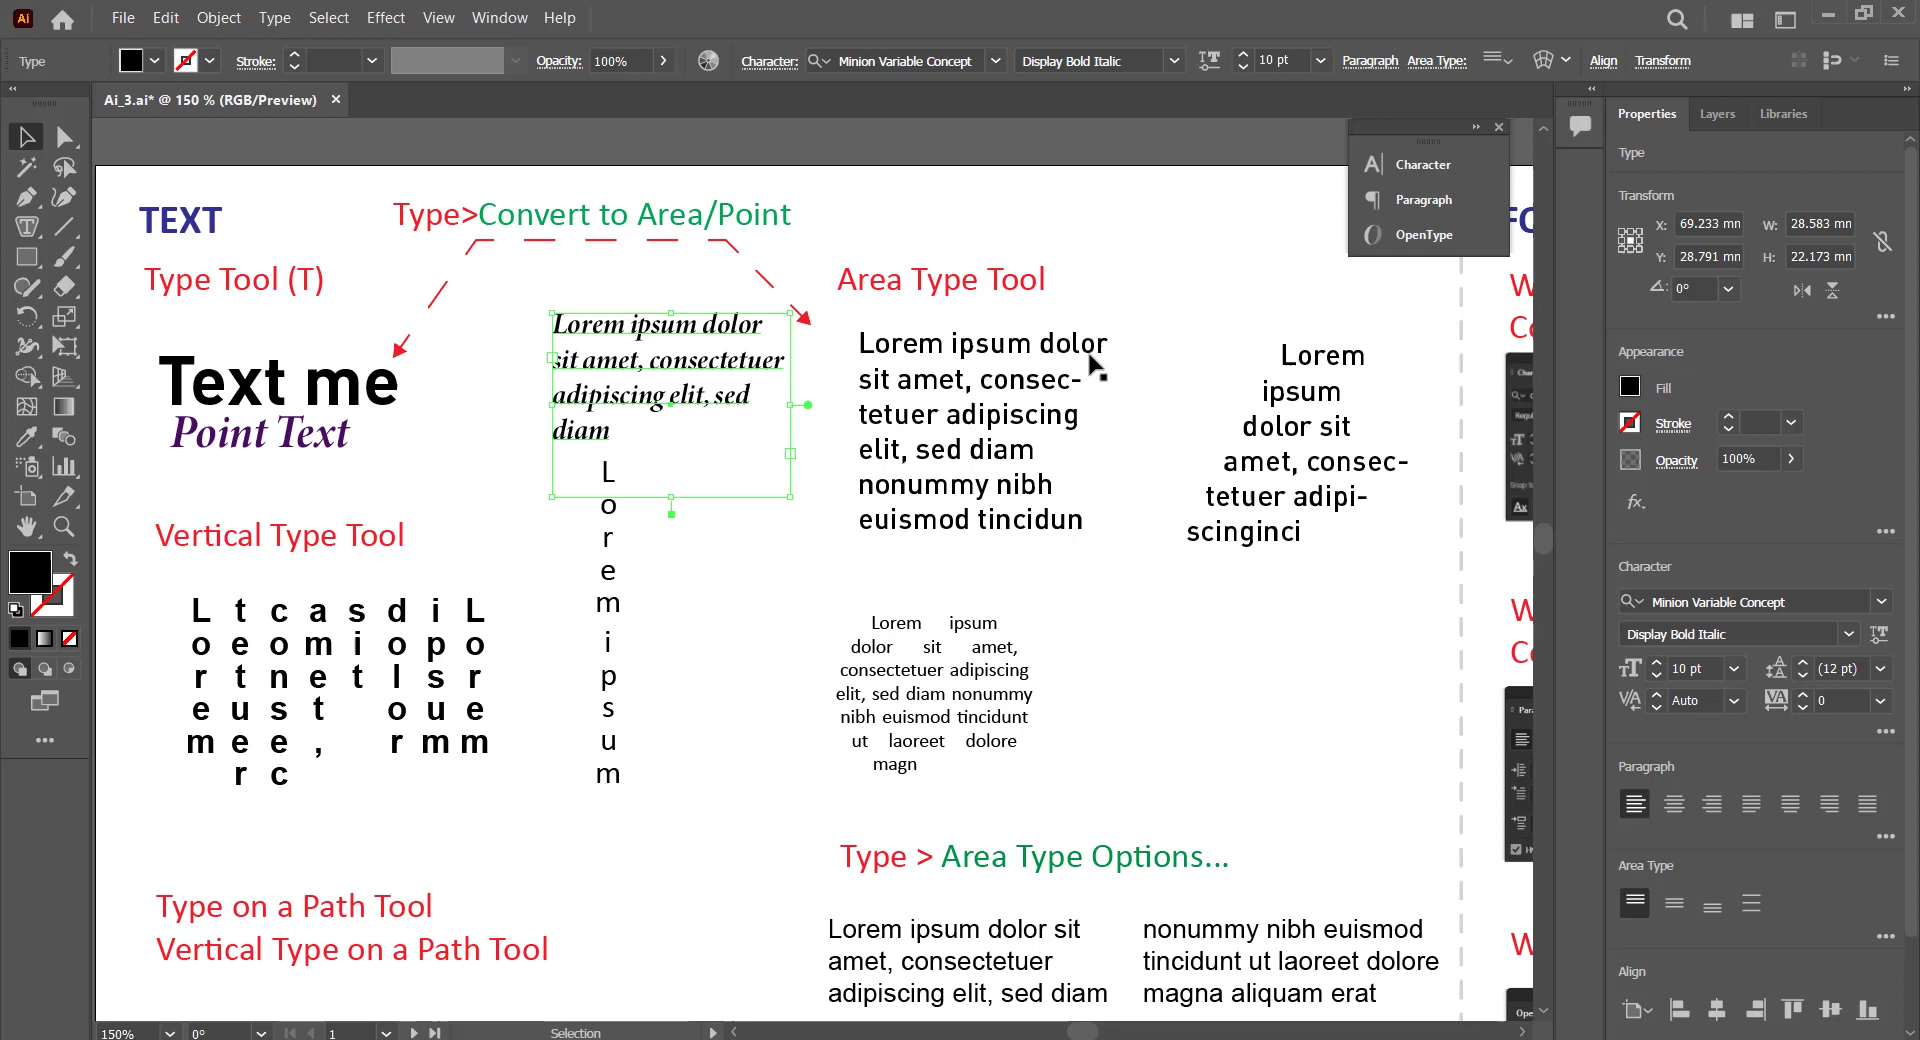 Ai
File Edit Object Type Select Effect View Window Help
Type Stroke: Opacity: 100% Character: Minion Variable Concept Display Bold Italic 10 pt Paragraph Area Type: Align Transform
Ai_3.ai* @ 150 % (RGB/Preview)
TEXT
Type>Convert to Area/Point
Type Tool (T)
Text me
Point Text
Lorem ipsum dolor
sit amet, consectetuer
adipiscing elit, sed
diam
Area Type Tool
Lorem ipsum dolor
sit amet, consec-
tetuer adipiscing
elit, sed diam
nonummy nibh
euismod tincidun
Lorem
ipsum
dolor sit
amet, consec-
tetuer adipi-
scinginci
Vertical Type Tool
L t c a s d i L
o e o m i o p o
r t n e t l s r
e u s t o u e
m e e , r m m
r c
L
o
r
e
m
i
p
s
u
m
Lorem ipsum
dolor sit amet,
consectetuer adipiscing
elit, sed diam nonummy
nibh euismod tincidunt
ut laoreet dolore
magn
Type > Area Type Options...
Lorem ipsum dolor sit
amet, consectetuer
adipiscing elit, sed diam
nonummy nibh euismod
tincidunt ut laoreet dolore
magna aliquam erat
Type on a Path Tool
Vertical Type on a Path Tool
Character
Paragraph
OpenType
150% 0° 1 Selection
Properties Layers Libraries
Type
Transform
X: 69.233 mn W: 28.583 mn
Y: 28.791 mn H: 22.173 mn
0°
Appearance
Fill
Stroke
Opacity 100%
fx.
Character
Minion Variable Concept
Display Bold Italic
10 pt (12 pt)
Auto 0
Paragraph
Area Type
Align